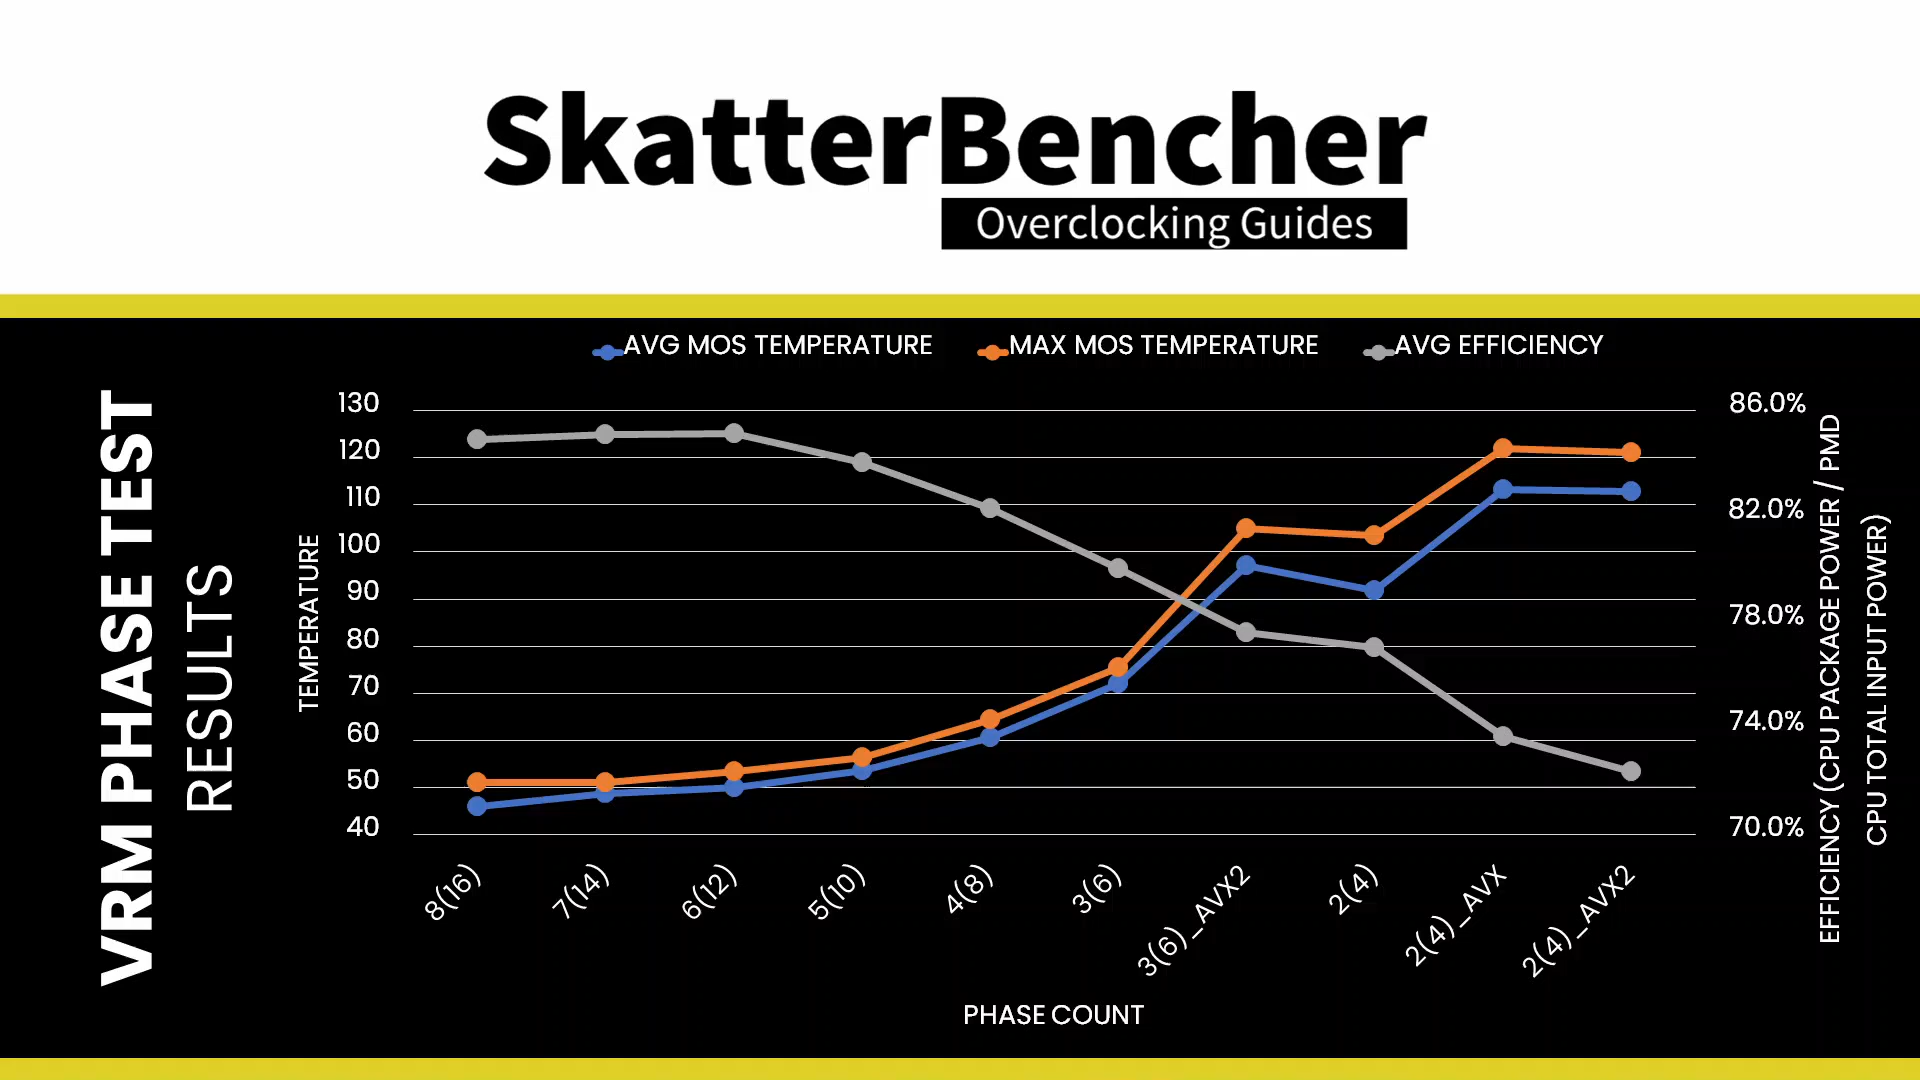 SkatterBencher
Overclocking Guides
AVG MOS TEMPERATURE
MAX MOS TEMPERATURE
AVG EFFICIENCY
VRM PHASE TEST
RESULTS
TEMPERATURE
130
120
110
100
90
80
70
60
50
40
86.0%
82.0%
78.0%
74.0%
70.0%
EFFICIENCY (CPU PACKAGE POWER / PMD
CPU TOTAL INPUT POWER)
8(16)
7(14)
6(12)
5(10)
4(8)
3(6)
3(6)_AVX2
2(4)
2(4)_AVX
2(4)_AVX2
PHASE COUNT